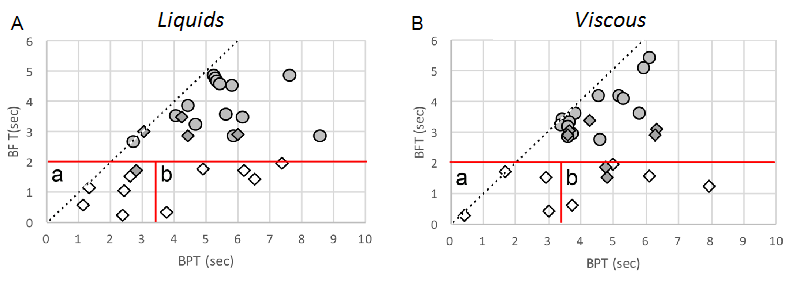 A
Liquids
6
5
4
3
2
1
0
BF T(sec)
a
b
0 1 2 3 4 5 6 7 8 9 10
BPT (sec)
B
Viscous
6
5
4
3
2
1
0
BFT (sec)
a
b
0 1 2 3 4 5 6 7 8 9 10
BPT (sec)